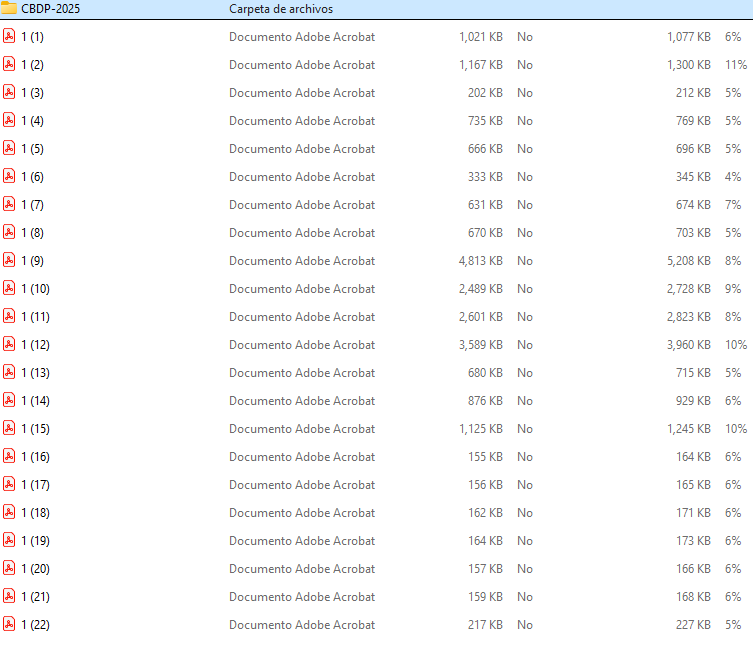 CBDP-2025 Carpeta de archivos
1 (1) Documento Adobe Acrobat 1,021 KB No 1,077 KB 6%
1 (2) Documento Adobe Acrobat 1,167 KB No 1,300 KB 11%
1 (3) Documento Adobe Acrobat 202 KB No 212 KB 5%
1 (4) Documento Adobe Acrobat 735 KB No 769 KB 5%
1 (5) Documento Adobe Acrobat 666 KB No 696 KB 5%
1 (6) Documento Adobe Acrobat 333 KB No 345 KB 4%
1 (7) Documento Adobe Acrobat 631 KB No 674 KB 7%
1 (8) Documento Adobe Acrobat 670 KB No 703 KB 5%
1 (9) Documento Adobe Acrobat 4,813 KB No 5,208 KB 8%
1 (10) Documento Adobe Acrobat 2,489 KB No 2,728 KB 9%
1 (11) Documento Adobe Acrobat 2,601 KB No 2,823 KB 8%
1 (12) Documento Adobe Acrobat 3,589 KB No 3,960 KB 10%
1 (13) Documento Adobe Acrobat 680 KB No 715 KB 5%
1 (14) Documento Adobe Acrobat 876 KB No 929 KB 6%
1 (15) Documento Adobe Acrobat 1,125 KB No 1,245 KB 10%
1 (16) Documento Adobe Acrobat 155 KB No 164 KB 6%
1 (17) Documento Adobe Acrobat 156 KB No 165 KB 6%
1 (18) Documento Adobe Acrobat 162 KB No 171 KB 6%
1 (19) Documento Adobe Acrobat 164 KB No 173 KB 6%
1 (20) Documento Adobe Acrobat 157 KB No 166 KB 6%
1 (21) Documento Adobe Acrobat 159 KB No 168 KB 6%
1 (22) Documento Adobe Acrobat 217 KB No 227 KB 5%